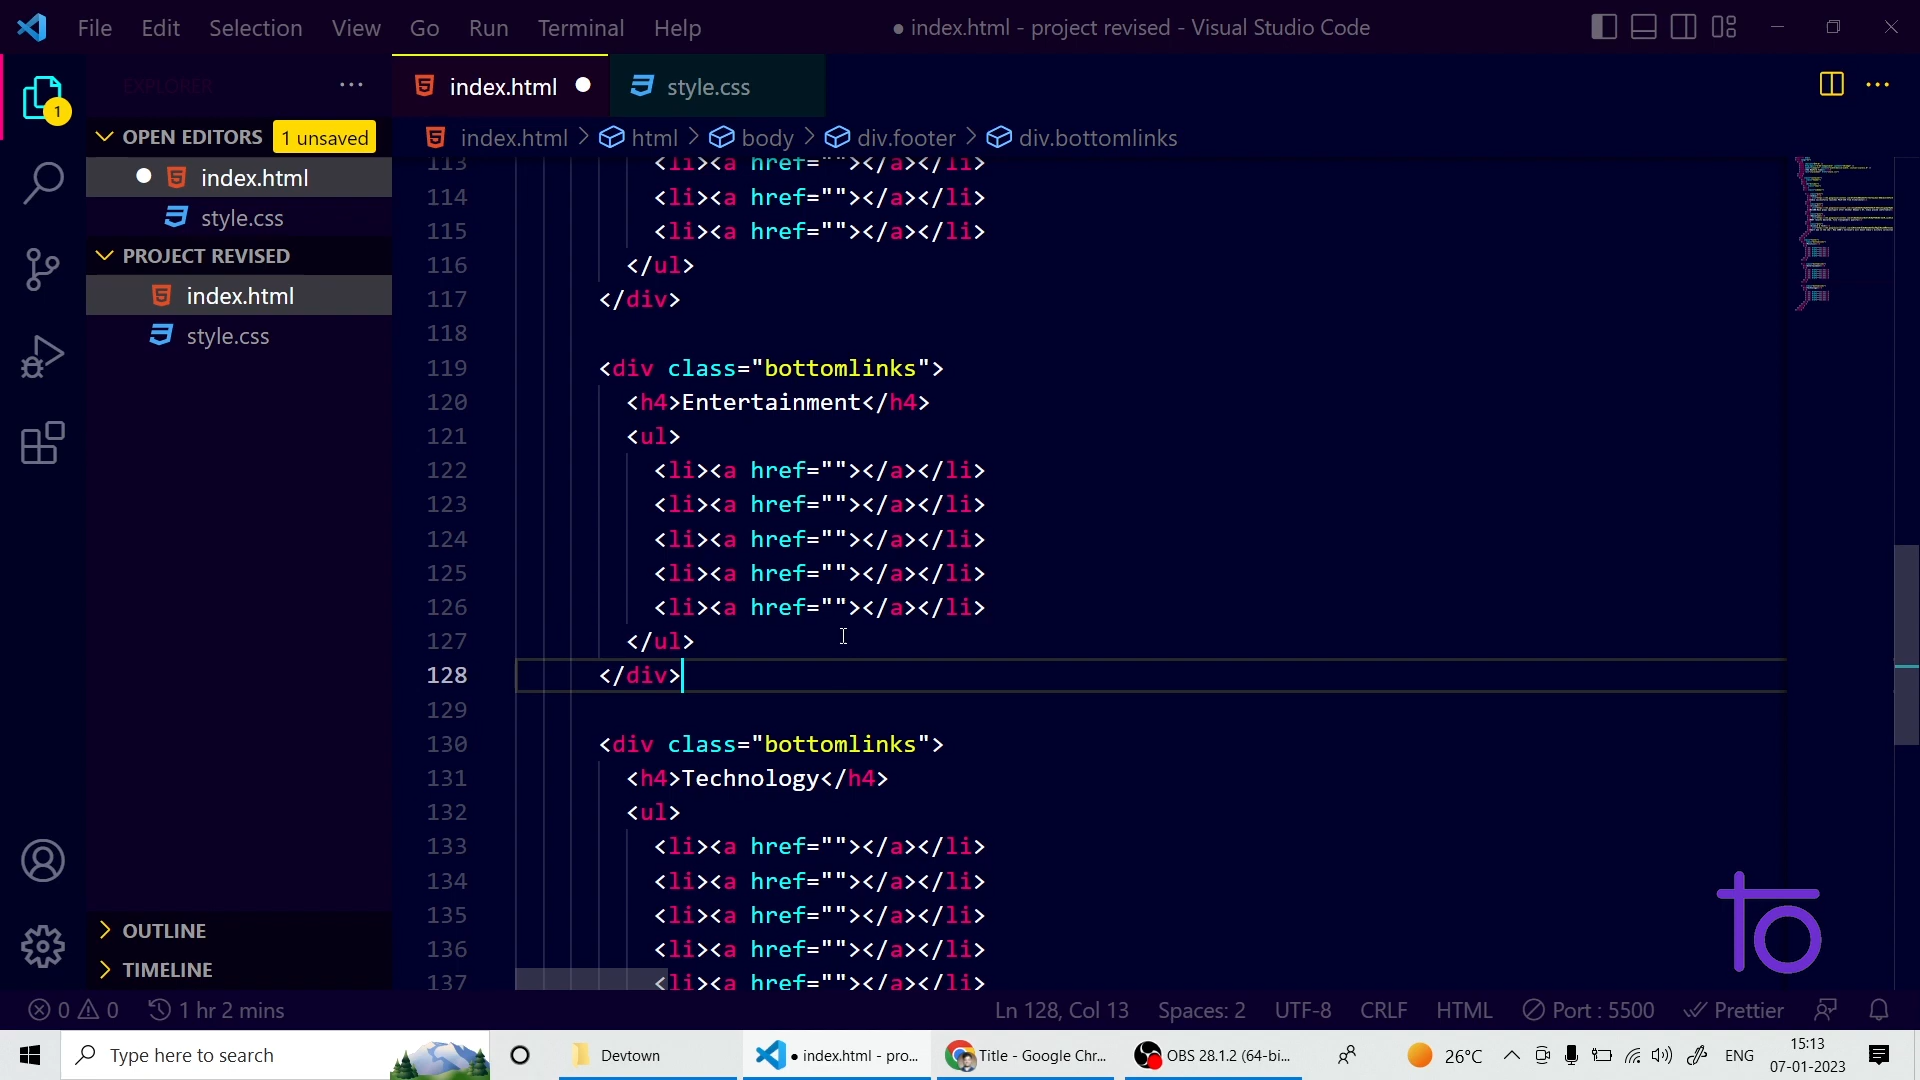 File Edit Selection View Go Run Terminal Help
● index.html - project revised - Visual Studio Code
EXPLORER
index.html
style.css
1
OPEN EDITORS
1 unsaved
index.html > html > body > div.footer > div.bottomlinks
index.html
style.css
PROJECT REVISED
index.html
style.css
113 <li><a href=""></a></li>
114 <li><a href=""></a></li>
115 <li><a href=""></a></li>
116 </ul>
117 </div>
118
119 <div class="bottomlinks">
120 <h4>Entertainment</h4>
121 <ul>
122 <li><a href=""></a></li>
123 <li><a href=""></a></li>
124 <li><a href=""></a></li>
125 <li><a href=""></a></li>
126 <li><a href=""></a></li>
127 </ul>
128 </div>
129
130 <div class="bottomlinks">
131 <h4>Technology</h4>
132 <ul>
133 <li><a href=""></a></li>
134 <li><a href=""></a></li>
135 <li><a href=""></a></li>
136 <li><a href=""></a></li>
137 <li><a href=""></a></li>
OUTLINE
TIMELINE
0 0 1 hr 2 mins
Ln 128, Col 13 Spaces: 2 UTF-8 CRLF HTML Port : 5500 Prettier
Type here to search
Devtown
● index.html - pro...
Title - Google Chr...
OBS 28.1.2 (64-bi...
26°C
ENG
15:13
07-01-2023